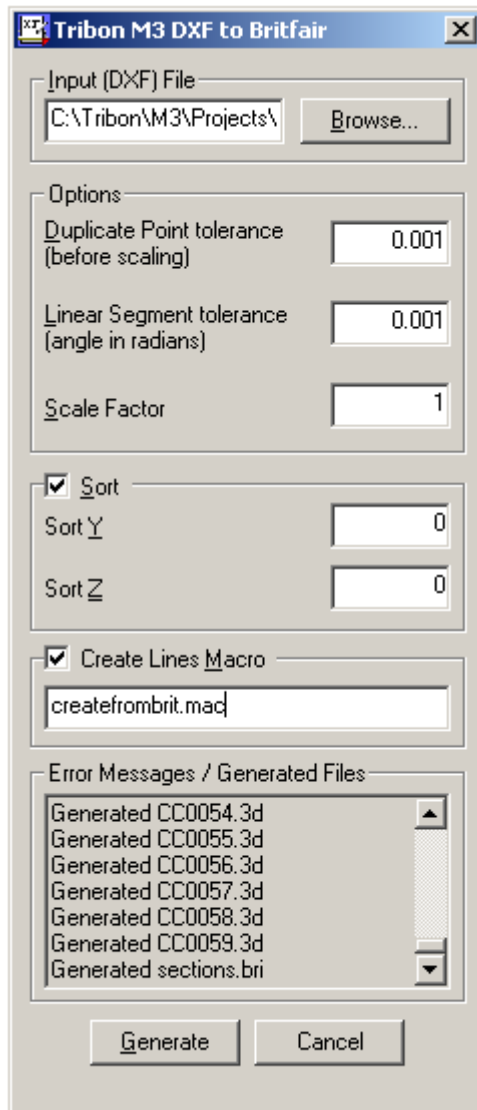 Tribon M3 DXF to Britfair
Input (DXF) File
C:\Tribon\M3\Projects\
Browse...
Options
Duplicate Point tolerance
(before scaling)
0.001
Linear Segment tolerance
(angle in radians)
0.001
Scale Factor
1
Sort
Sort Y
0
Sort Z
0
Create Lines Macro
createfrombrit.mac
Error Messages / Generated Files
Generated CC0054.3d
Generated CC0055.3d
Generated CC0056.3d
Generated CC0057.3d
Generated CC0058.3d
Generated CC0059.3d
Generated sections.bri
Generate
Cancel